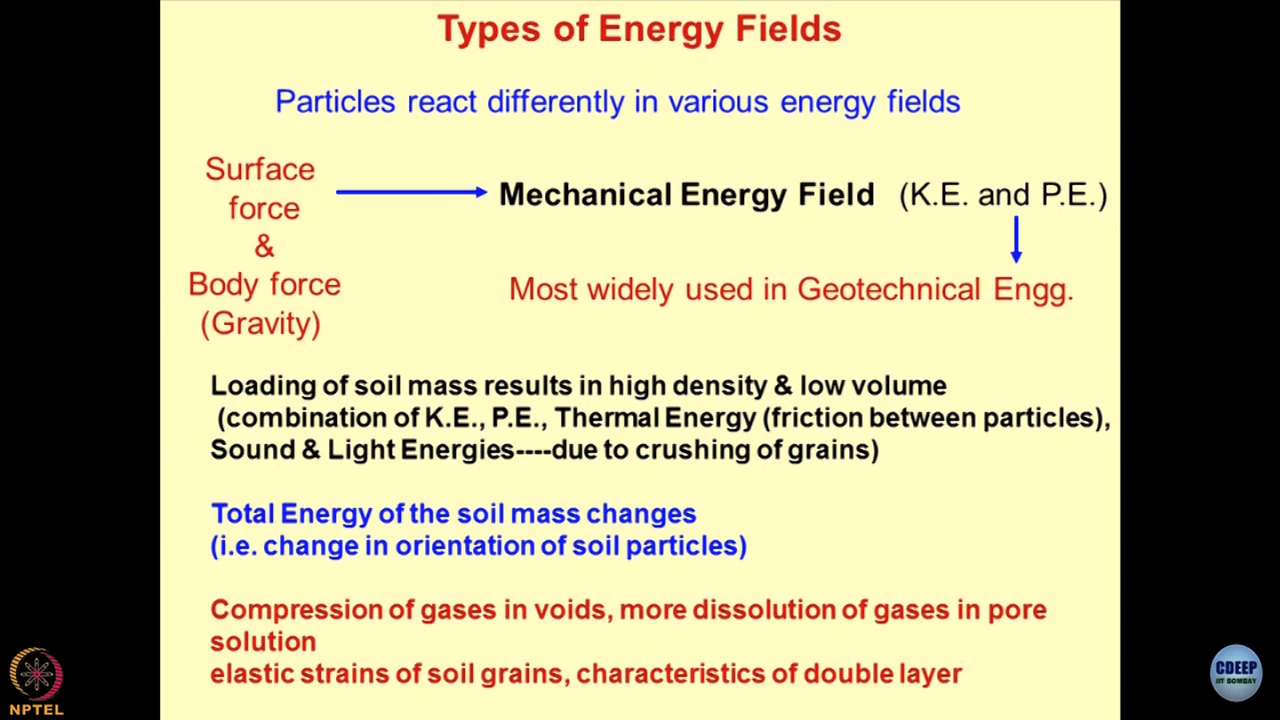 Types of Energy Fields
Particles react differently in various energy fields
Surface
force
&
Body force
(Gravity)
Mechanical Energy Field (K.E. and P.E.)
Most widely used in Geotechnical Engg.
Loading of soil mass results in high density & low volume
(combination of K.E., P.E., Thermal Energy (friction between particles),
Sound & Light Energies----due to crushing of grains)
Total Energy of the soil mass changes
(i.e. change in orientation of soil particles)
Compression of gases in voids, more dissolution of gases in pore
solution
elastic strains of soil grains, characteristics of double layer
NPTEL
CDEEP
IIT BOMBAY